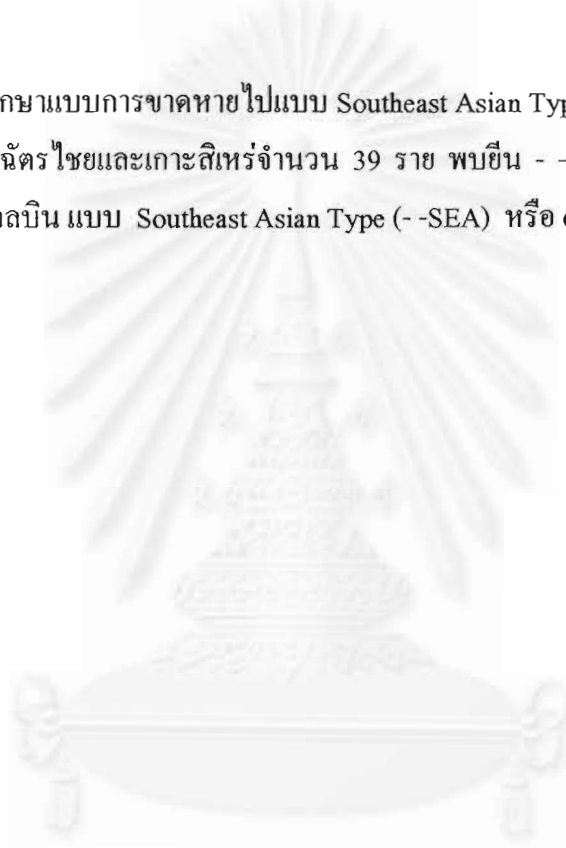 กษาแบบการขาดหายไปแบบ Southeast Asian Typ
ฉัตรไชยและเกาะสิเหร่จำนวน 39 ราย พบยีน - -
าลบิน แบบ Southeast Asian Type (- -SEA) หรือ